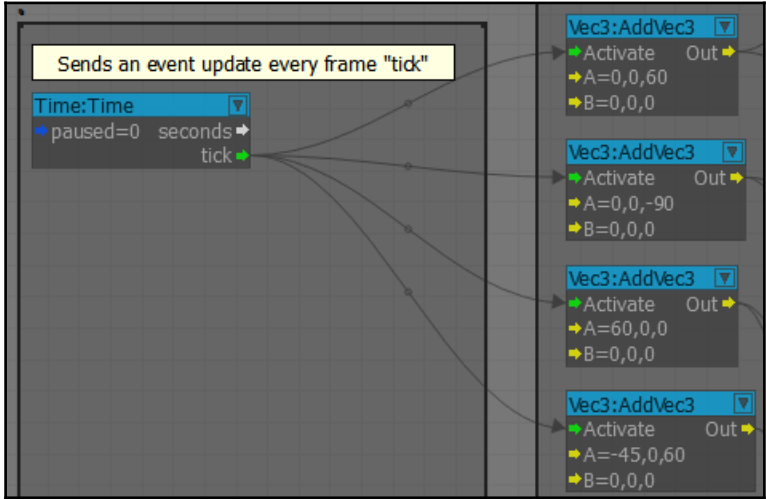 Sends an event update every frame "tick"
Time:Time
paused=0 seconds
tick
Vec3:AddVec3
Activate Out
A=0,0,60
B=0,0,0
Vec3:AddVec3
Activate Out
A=0,0,-90
B=0,0,0
Vec3:AddVec3
Activate Out
A=60,0,0
B=0,0,0
Vec3:AddVec3
Activate Out
A=-45,0,60
B=0,0,0